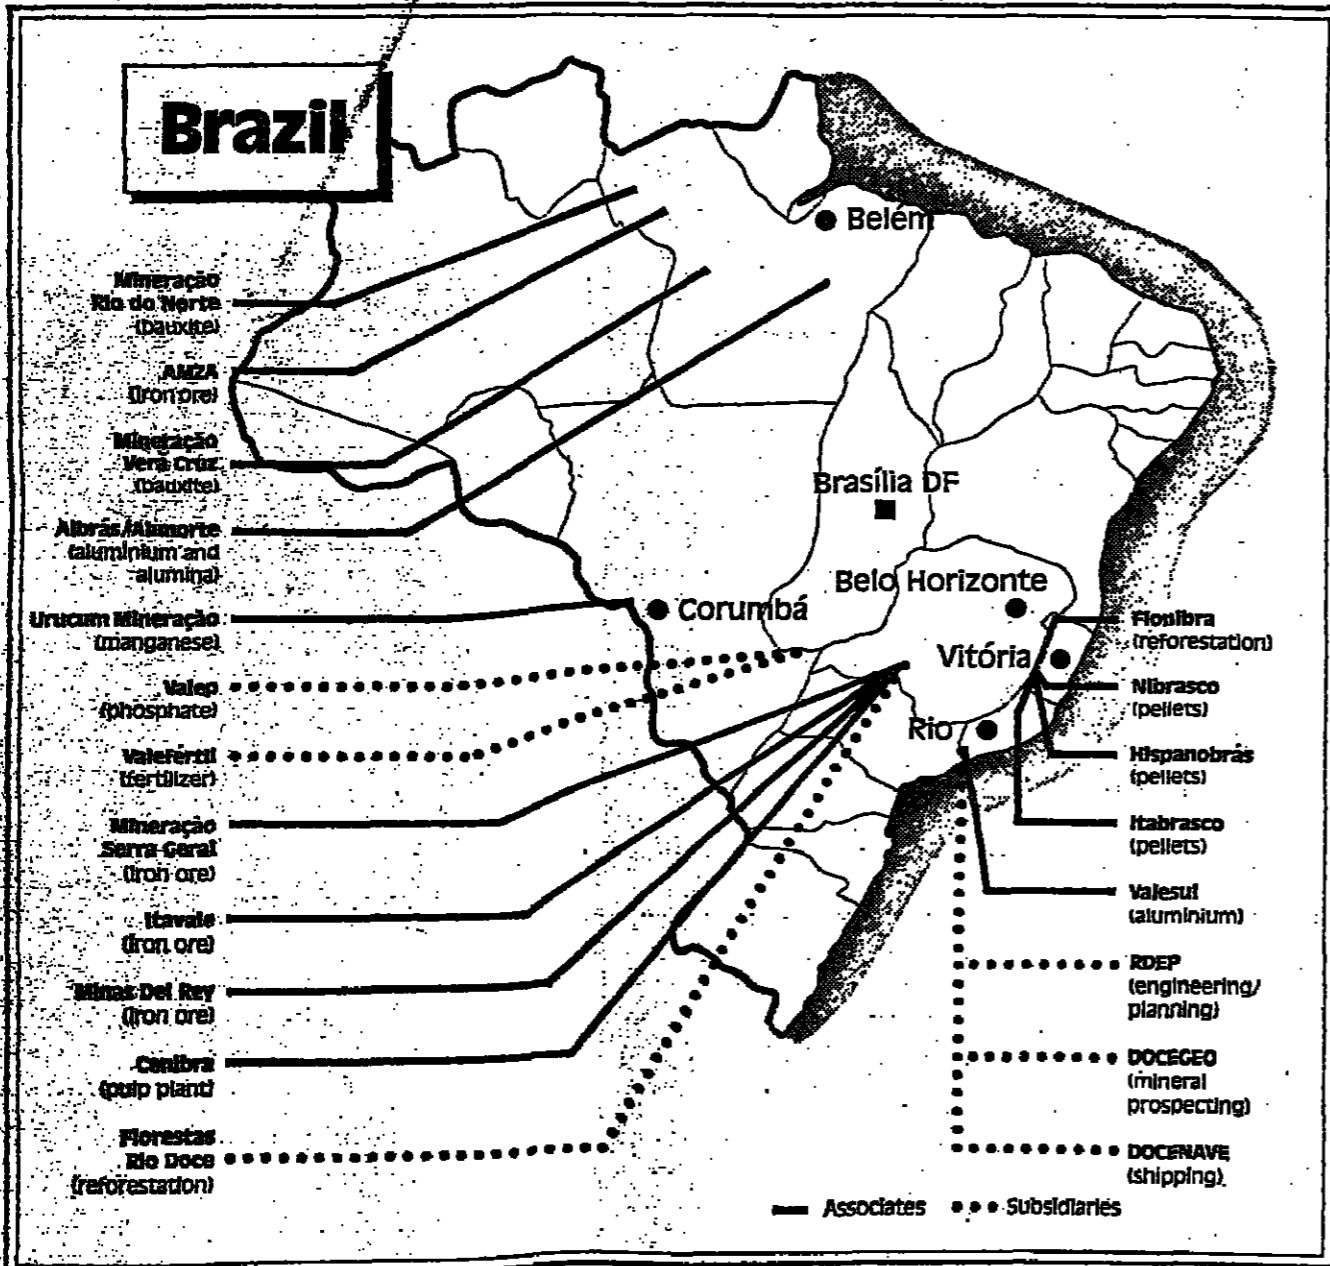 Brazil
Belém
Brasília DF
Belo Horizonte
Corumbá
Vitória
Rio
Mineração
Rio do Norte
(bauxite)
AMZA
(iron ore)
Mineração
Vera Cruz
(bauxite)
Albrás/Alunorte
(aluminium and
alumina)
Urucum Mineração
(manganese)
Valep
(phosphate)
Valefértil
(fertilizer)
Mineração
Serra Geral
(iron ore)
Itavale
(iron ore)
Minas Del Rey
(iron ore)
Cenibra
(pulp plant)
Florestas
Rio Doce
(reforestation)
Flonibra
(reforestation)
Nibrasco
(pellets)
Hispanobrás
(pellets)
Itabrasco
(pellets)
Valesul
(aluminium)
RDEP
(engineering/
planning)
DOCEGEO
(mineral
prospecting)
DOCENAVE
(shipping)
Associates
Subsidiaries